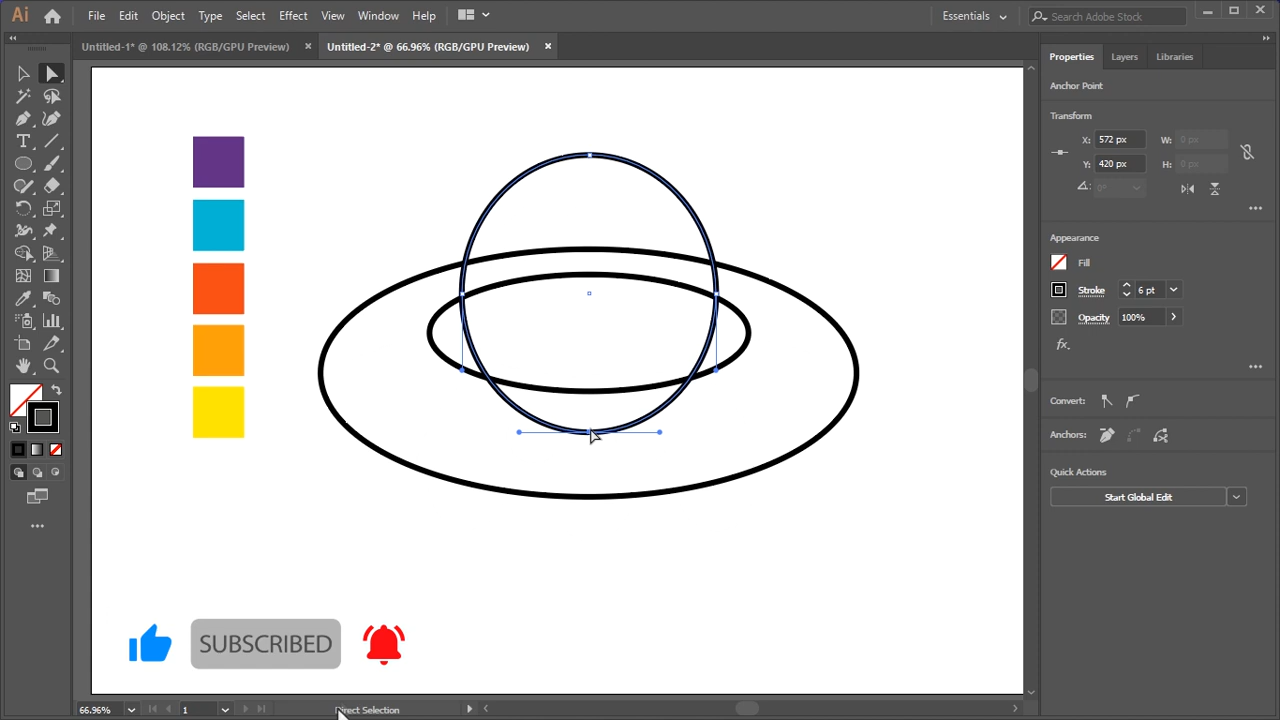 Ai File Edit Object Type Select Effect View Window Help Essentials Search Adobe Stock
Untitled-1* @ 108.12% (RGB/GPU Preview) × Untitled-2* @ 66.96% (RGB/GPU Preview) ×
Properties Layers Libraries
Anchor Point
Transform
X: 572 px W: 0 px
Y: 420 px H: 0 px
0°
Appearance
Fill
Stroke 6 pt
Opacity 100%
fx.
Convert:
Anchors:
Quick Actions
Start Global Edit
SUBSCRIBED
66.96% 1 Direct Selection